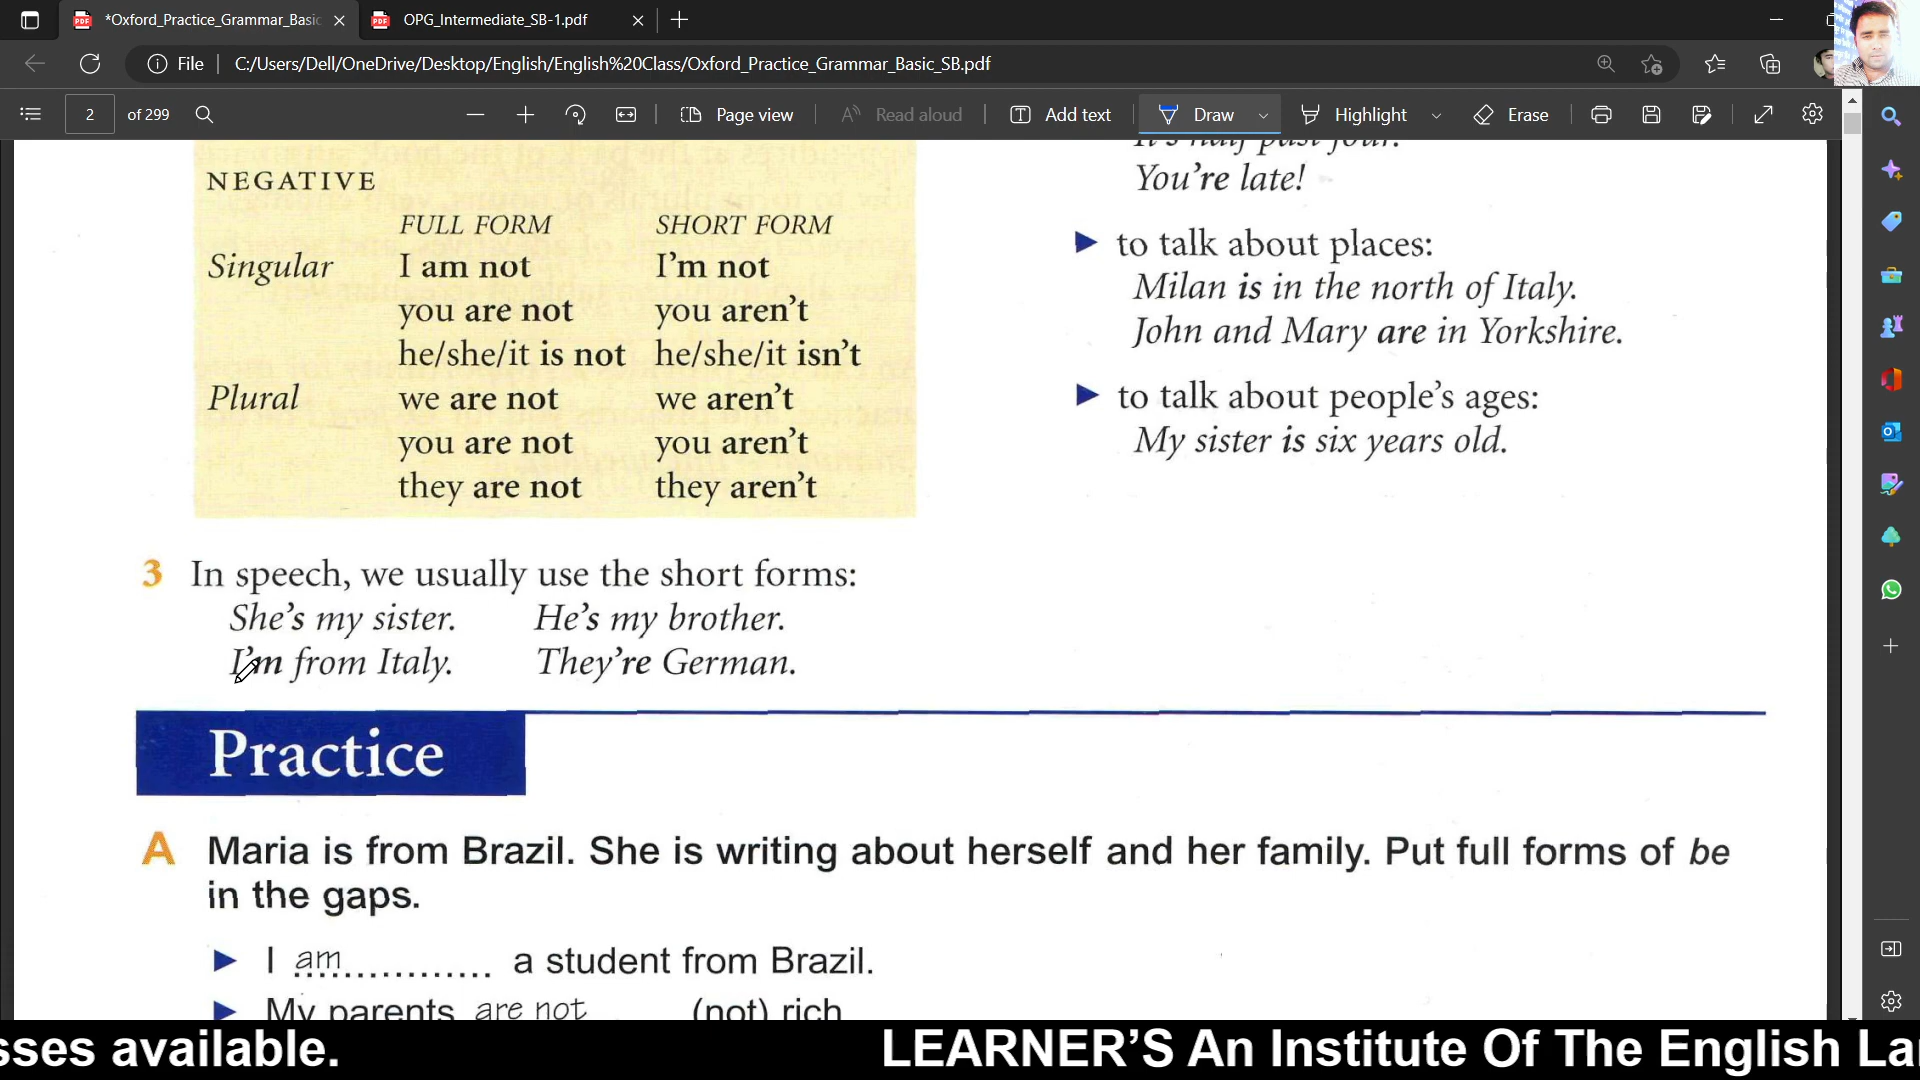 *Oxford_Practice_Grammar_Basic
OPG_Intermediate_SB-1.pdf
File
C:/Users/Dell/OneDrive/Desktop/English/English%20Class/Oxford_Practice_Grammar_Basic_SB.pdf
2 of 299
Page view
Read aloud
Add text
Draw
Highlight
Erase
NEGATIVE
FULL FORM SHORT FORM
Singular I am not I'm not
you are not you aren't
he/she/it is not he/she/it isn't
Plural we are not we aren't
you are not you aren't
they are not they aren't
3 In speech, we usually use the short forms:
She's my sister. He's my brother.
I'm from Italy. They're German.
It's half past four.
You're late!
► to talk about places:
Milan is in the north of Italy.
John and Mary are in Yorkshire.
► to talk about people's ages:
My sister is six years old.
Practice
A Maria is from Brazil. She is writing about herself and her family. Put full forms of be
in the gaps.
► I am................ a student from Brazil.
► My parents are not (not) rich
sses available. LEARNER'S An Institute Of The English La